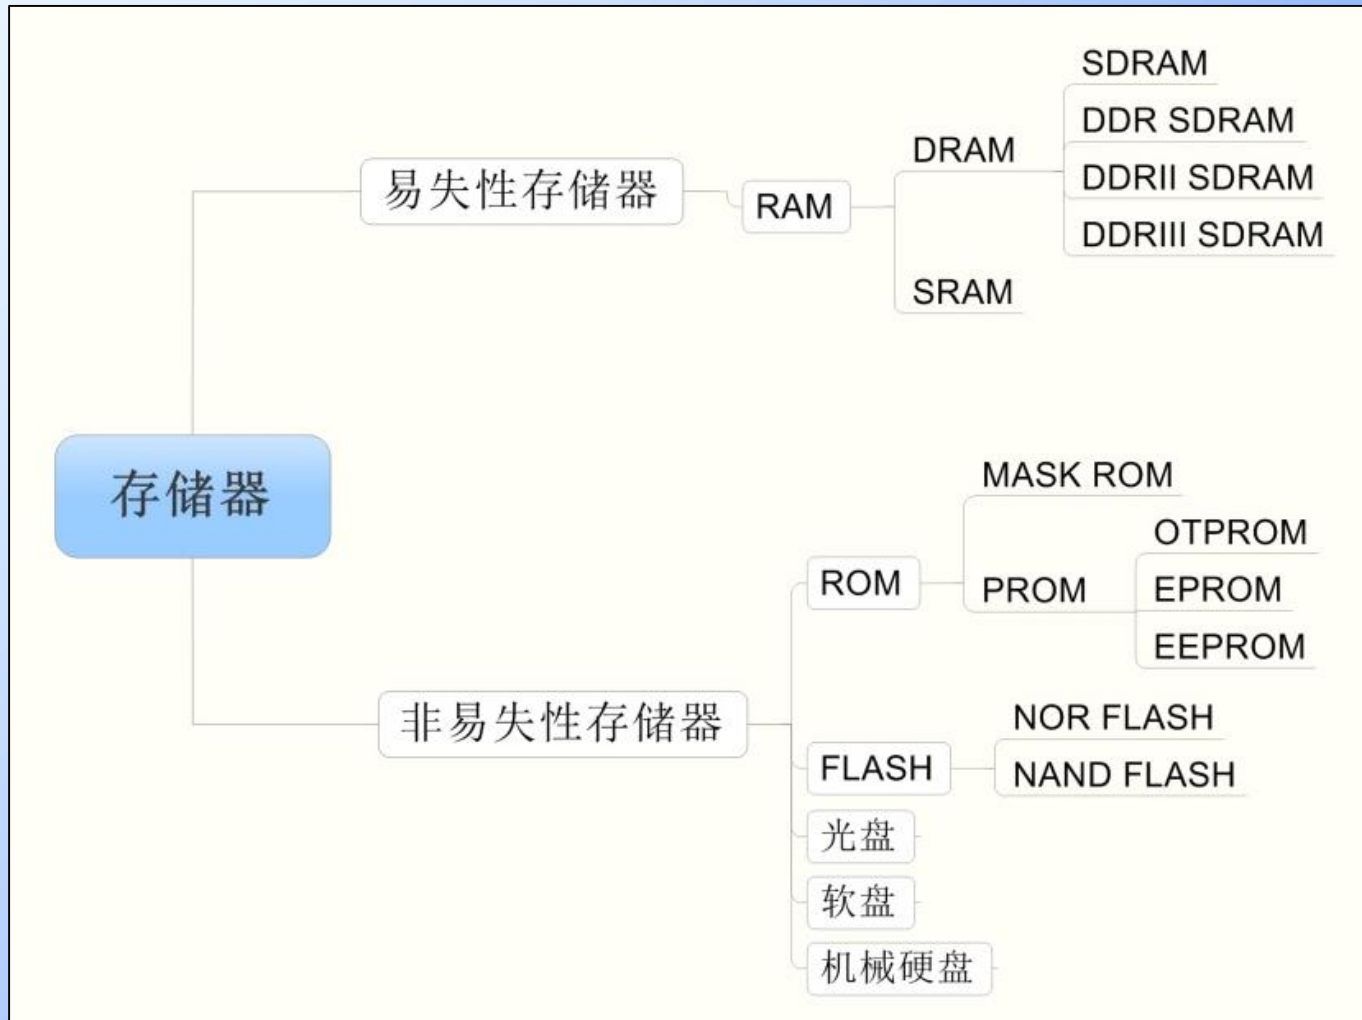 存储器
易失性存储器
RAM
DRAM
SDRAM
DDR SDRAM
DDRII SDRAM
DDRIII SDRAM
SRAM
非易失性存储器
ROM
MASK ROM
PROM
OTPROM
EPROM
EEPROM
FLASH
NOR FLASH
NAND FLASH
光盘
软盘
机械硬盘